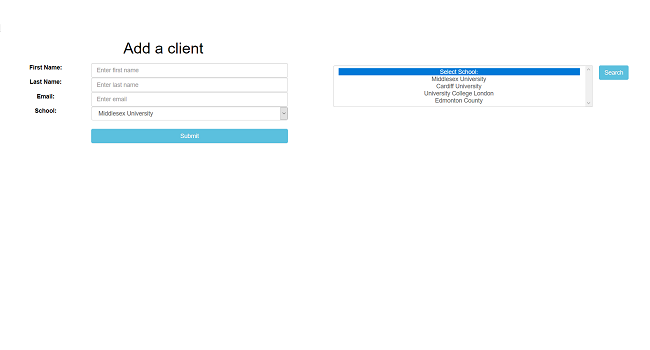 Add a client
First Name:
Enter first name
Last Name:
Enter last name
Email:
Enter email
School:
Middlesex University
Submit
Select School:
Middlesex University
Cardiff University
University College London
Edmonton County
Search